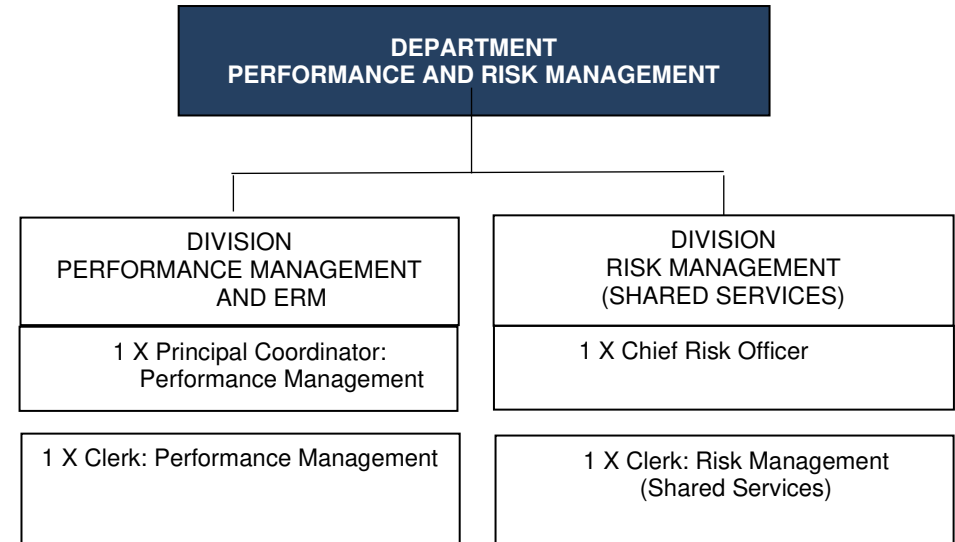 DEPARTMENT
PERFORMANCE AND RISK MANAGEMENT
DIVISION
PERFORMANCE MANAGEMENT
AND ERM
1 X Principal Coordinator:
Performance Management
1 X Clerk: Performance Management
DIVISION
RISK MANAGEMENT
(SHARED SERVICES)
1 X Chief Risk Officer
1 X Clerk: Risk Management
(Shared Services)